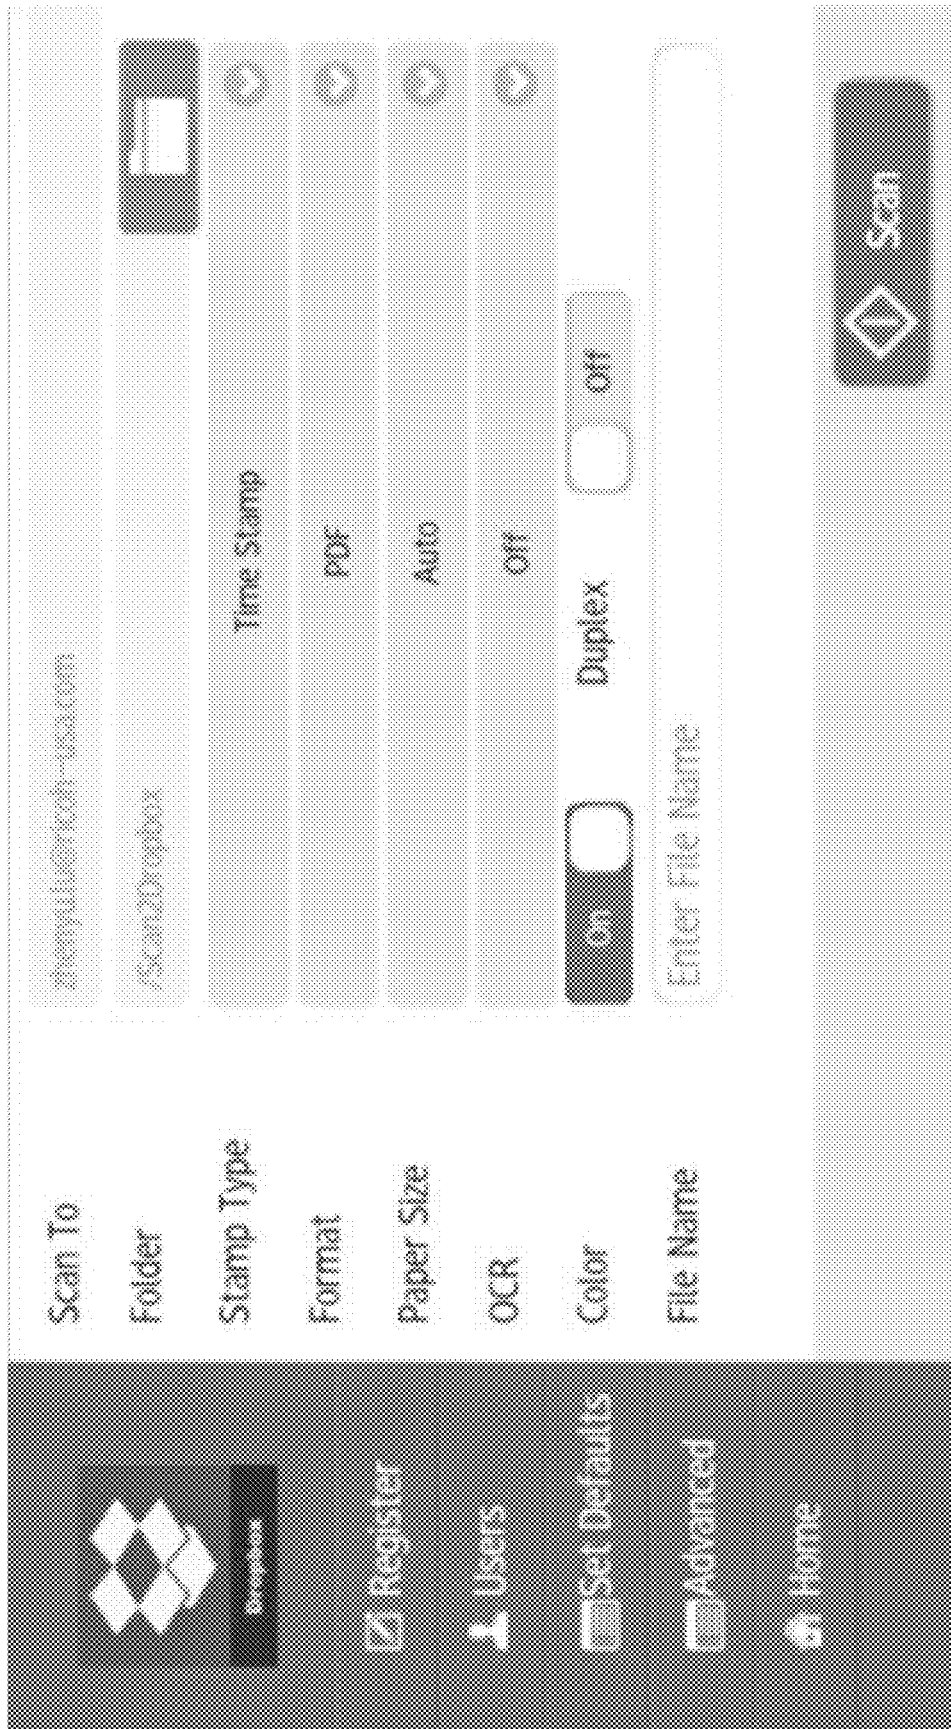 Dropbox
Register
Users
Set Defaults
Advanced
Home
Scan To
Folder /Scan2Dropbox
Stamp Type Time Stamp
Format PDF
Paper Size Auto
OCR Off
Color On Duplex Off
File Name Enter File Name
Scan